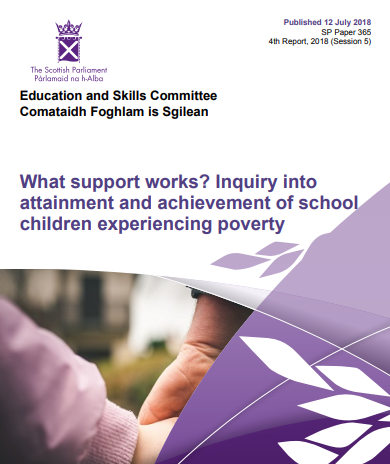 Published 12 July 2018
SP Paper 365
4th Report, 2018 (Session 5)
The Scottish Parliament
Pàrlamaid na h-Alba
Education and Skills Committee
Comataidh Foghlam is Sgilean
What support works? Inquiry into
attainment and achievement of school
children experiencing poverty